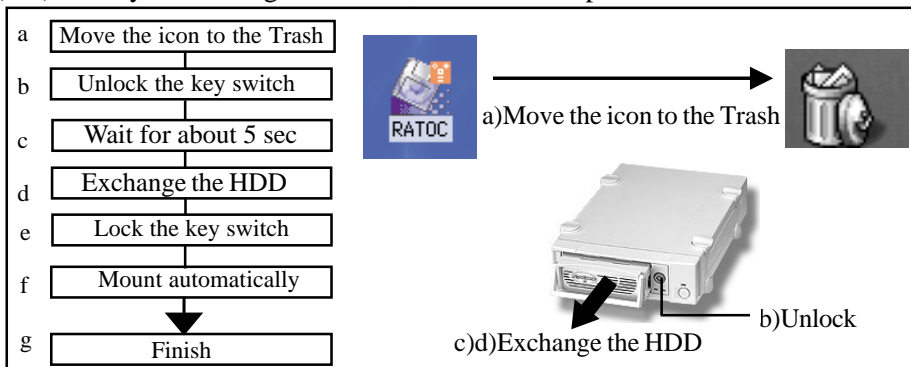 a Move the icon to the Trash
b Unlock the key switch
c Wait for about 5 sec
d Exchange the HDD
e Lock the key switch
f Mount automatically
g Finish
RATOC
a)Move the icon to the Trash
b)Unlock
c)d)Exchange the HDD